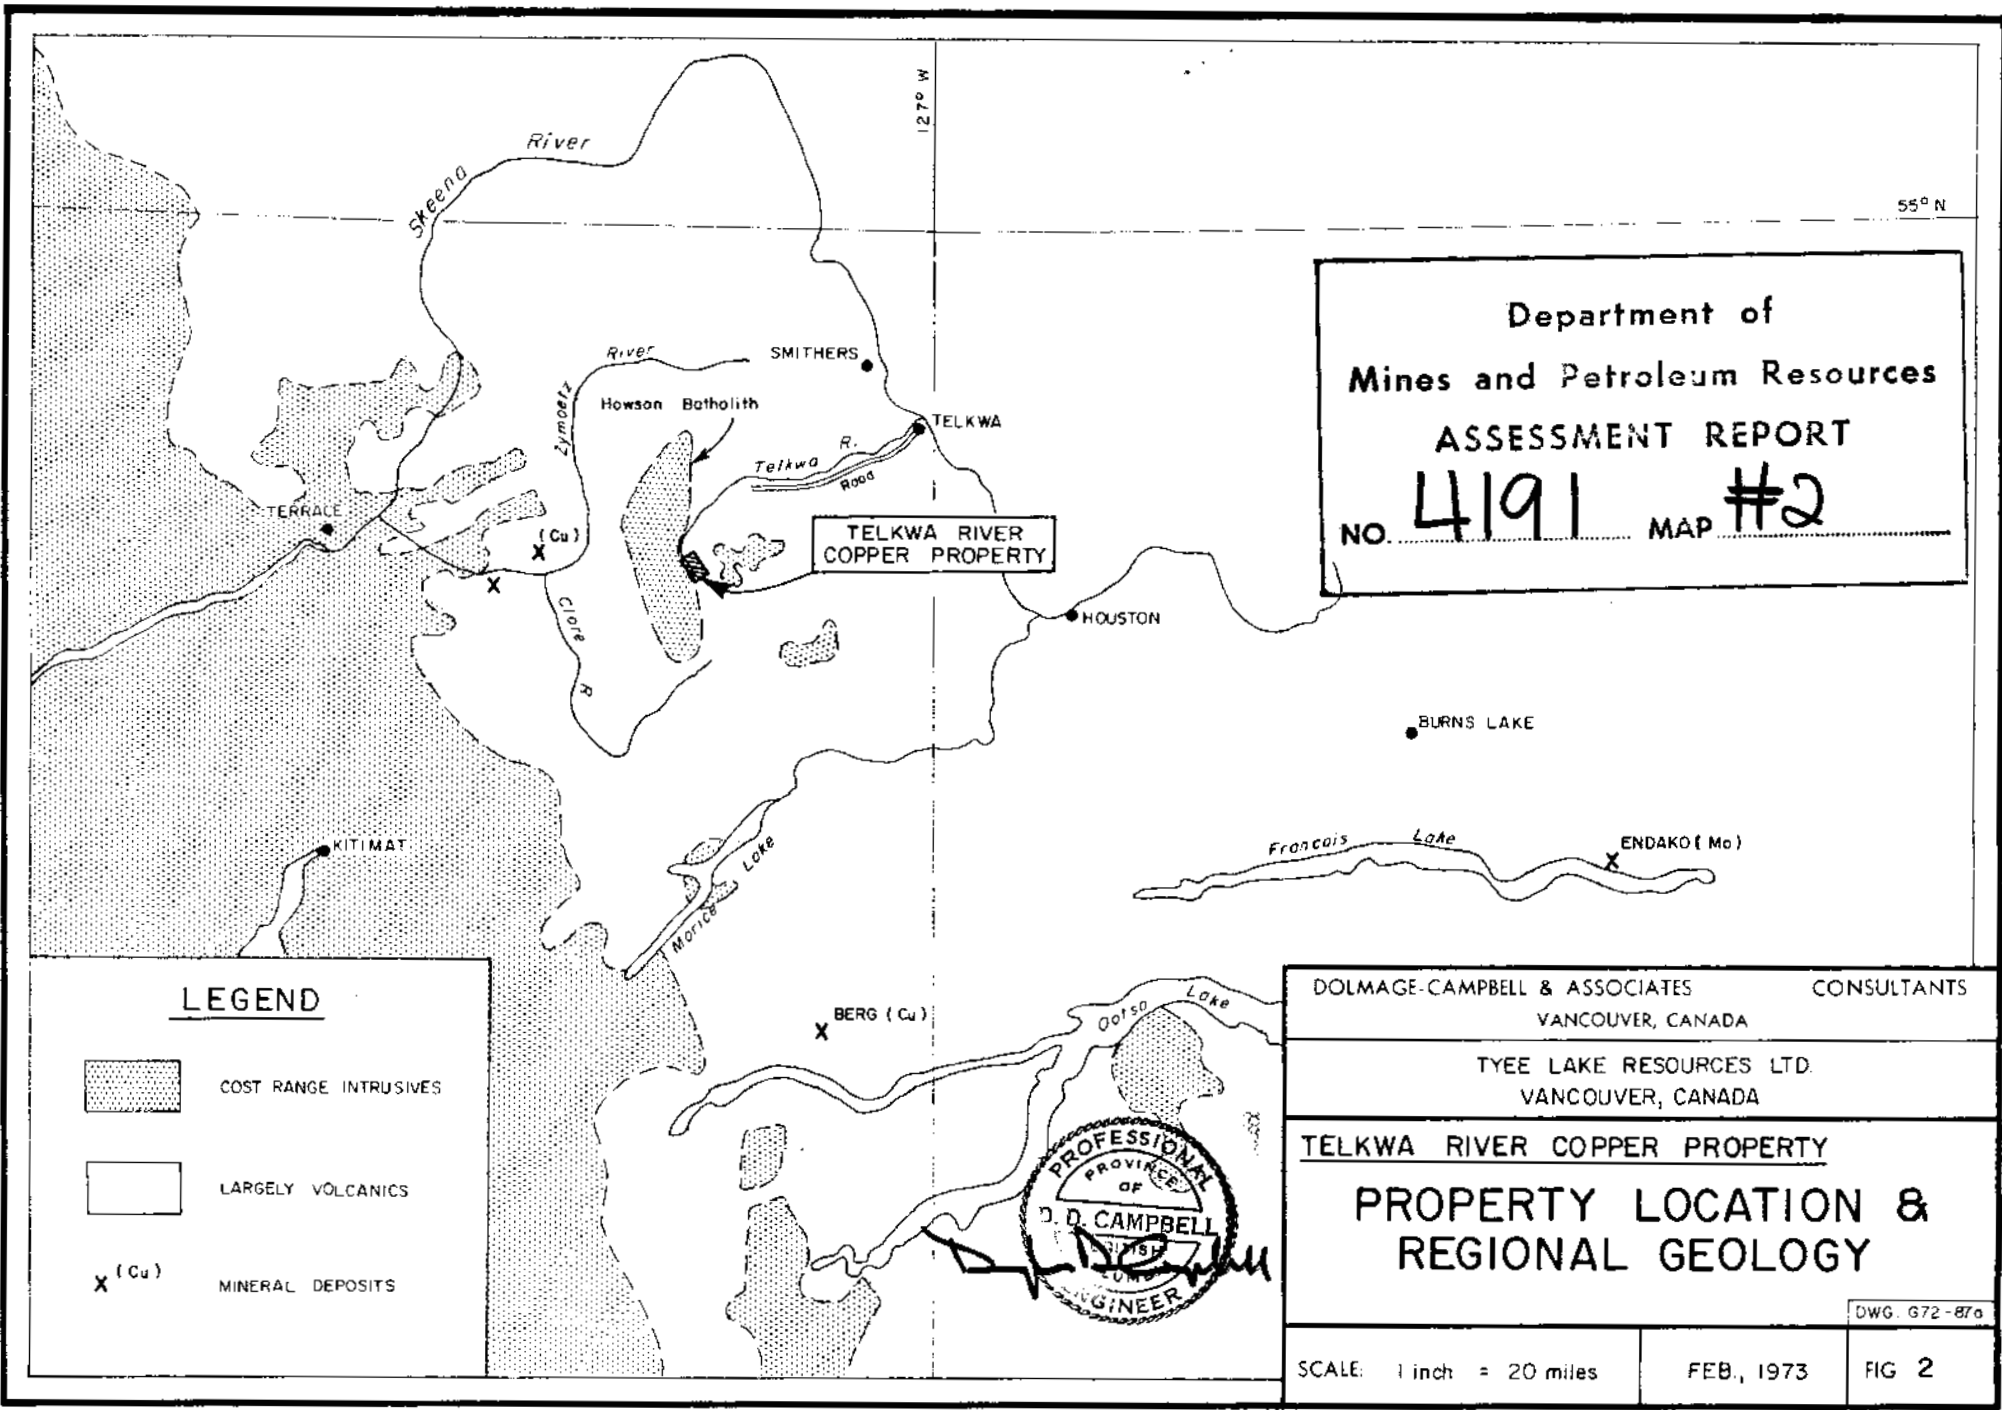 127° W
55° N
Skeena River
Zymoetz River
SMITHERS
Howson Batholith
TELKWA
Telkwa R.
Road
Department of
Mines and Petroleum Resources
ASSESSMENT REPORT
NO. 4191 MAP #2
TERRACE
(Cu)
TELKWA RIVER
COPPER PROPERTY
Clore R
HOUSTON
BURNS LAKE
KITIMAT
Morice Lake
Francois Lake
ENDAKO (Mo)
BERG (Cu)
Ootsa Lake
LEGEND
COST RANGE INTRUSIVES
LARGELY VOLCANICS
X (Cu) MINERAL DEPOSITS
PROFESSIONAL
PROVINCE
OF
D. D. CAMPBELL
BRITISH
ENGINEER
DOLMAGE-CAMPBELL & ASSOCIATES CONSULTANTS
VANCOUVER, CANADA
TYEE LAKE RESOURCES LTD.
VANCOUVER, CANADA
TELKWA RIVER COPPER PROPERTY
PROPERTY LOCATION &
REGIONAL GEOLOGY
DWG. G72-87a
SCALE: 1 inch = 20 miles
FEB., 1973
FIG 2